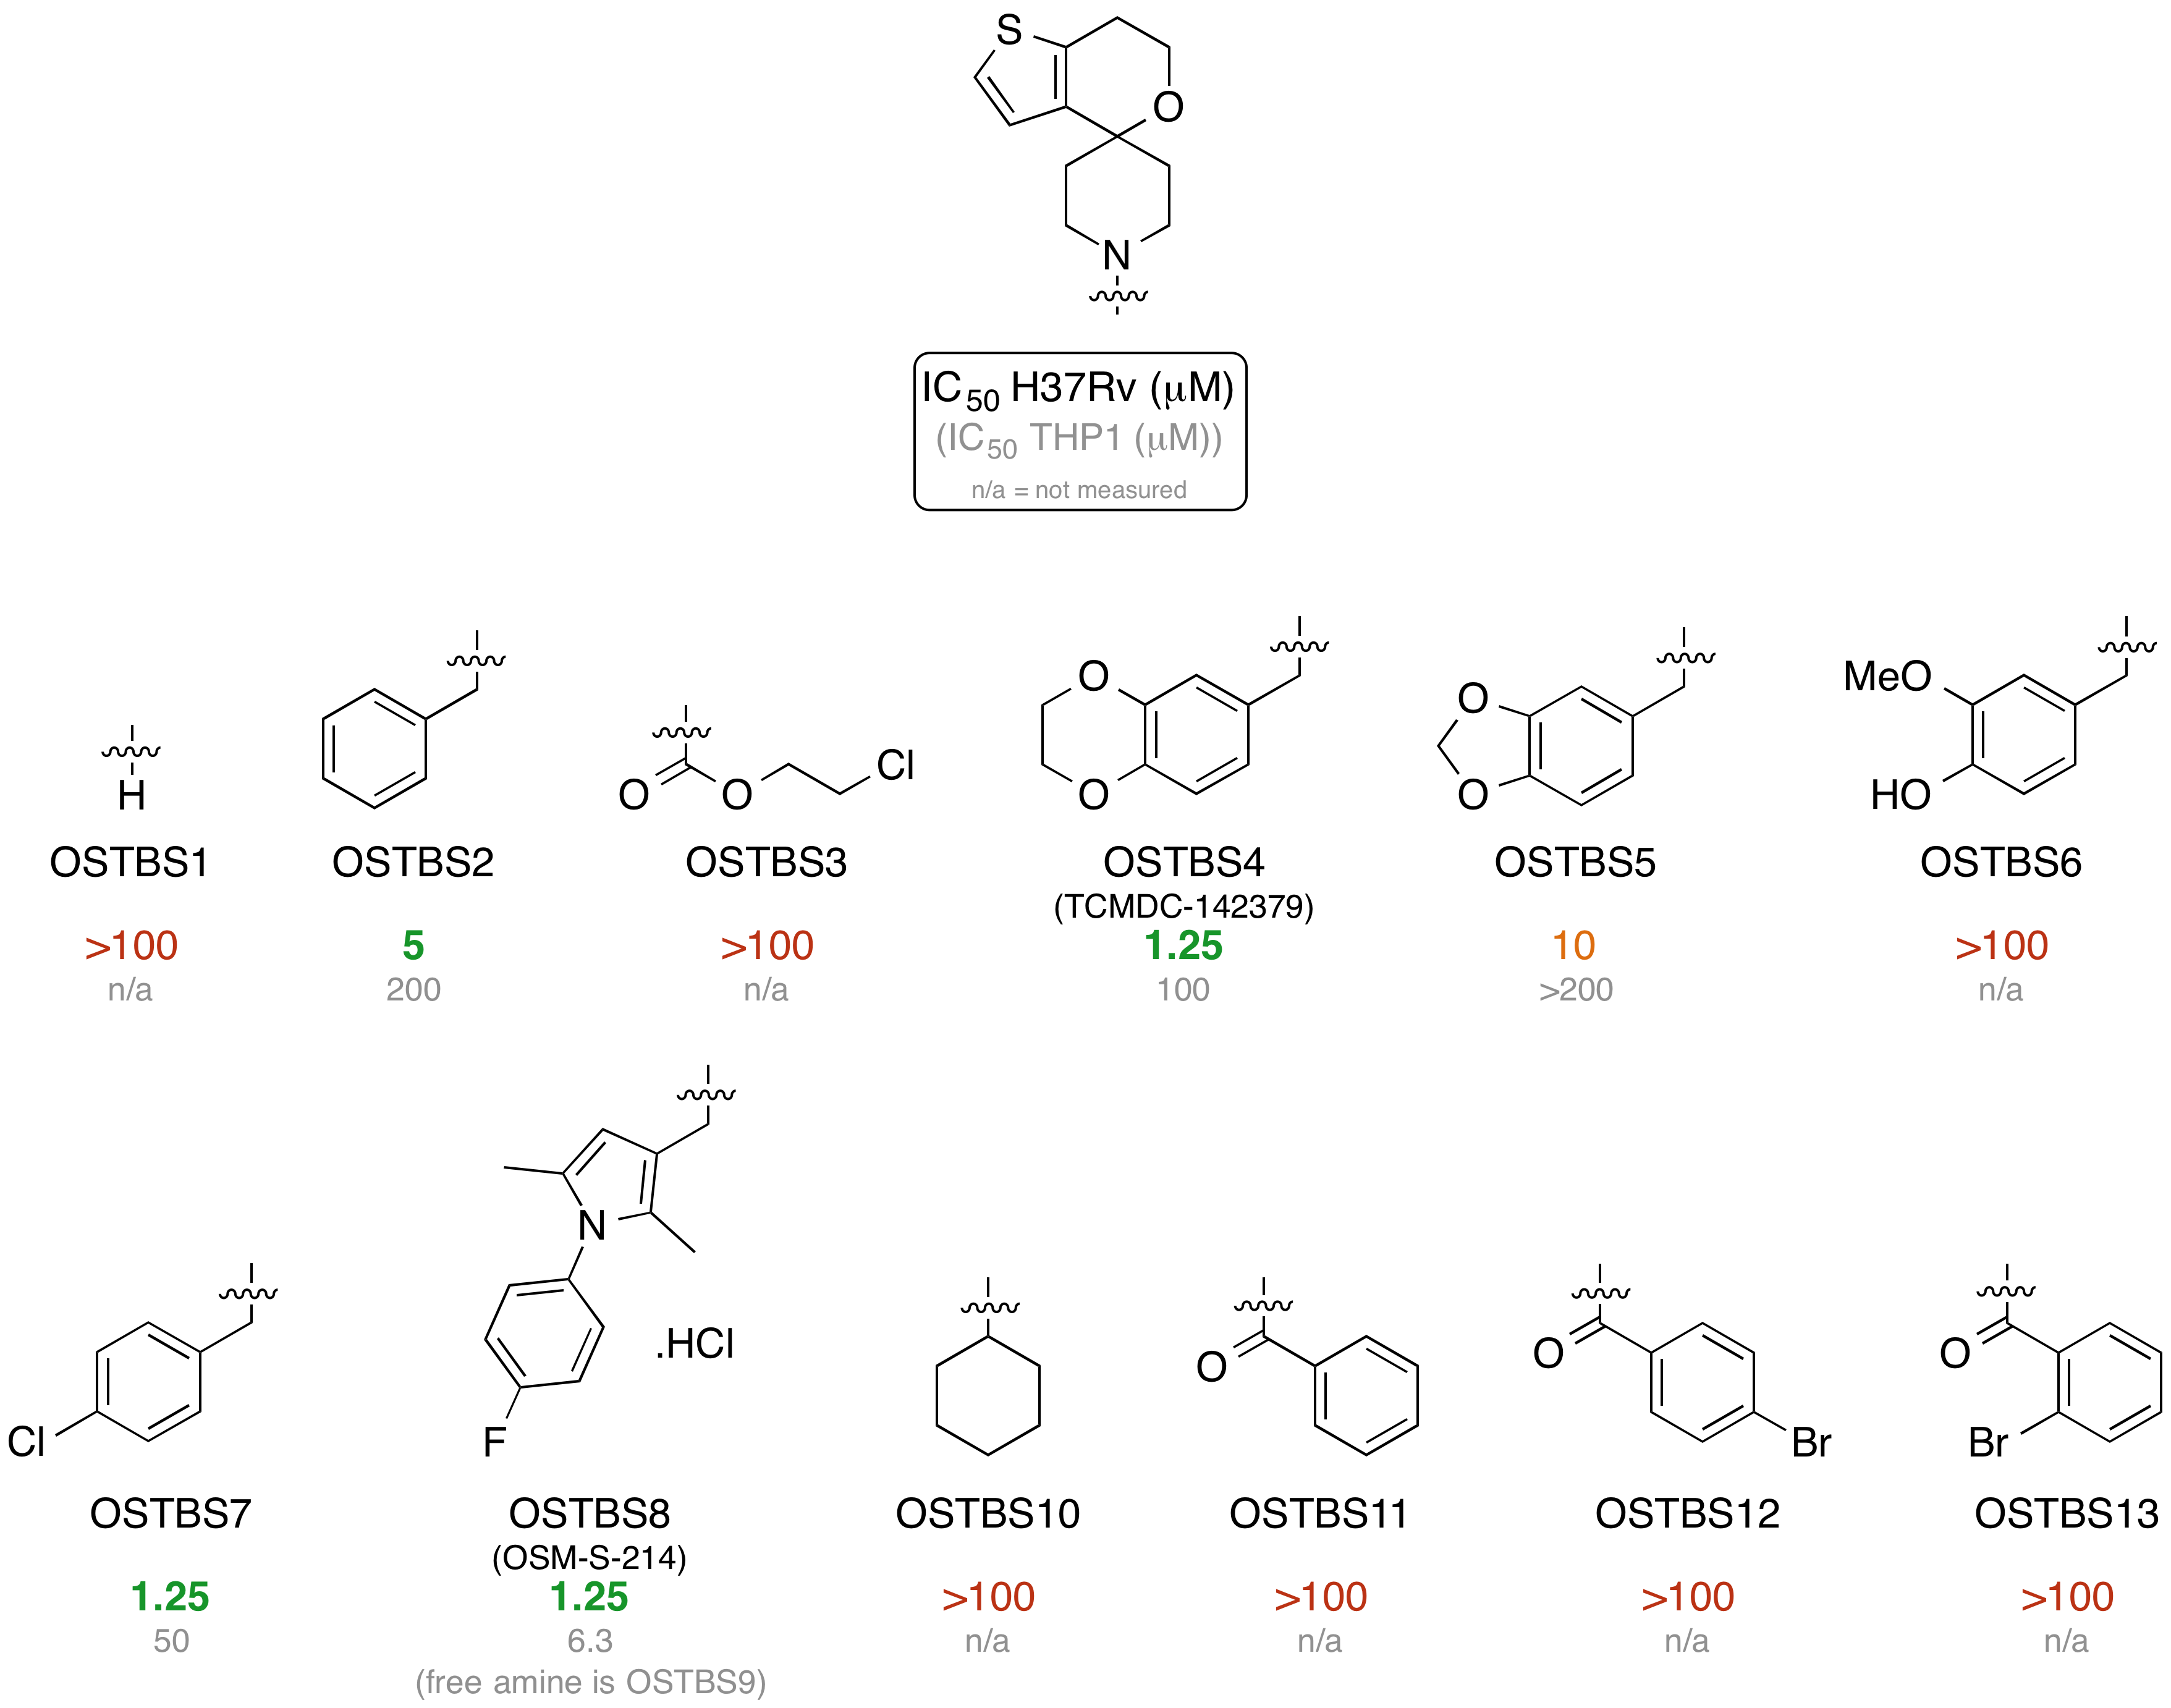 S
O
N
IC50 H37Rv (μM)
(IC50 THP1 (μM))
n/a = not measured
H
O
O
Cl
O
O
O
O
MeO
HO
OSTBS1
OSTBS2
OSTBS3
OSTBS4
OSTBS5
OSTBS6
(TCMDC-142379)
>100
5
>100
1.25
10
>100
n/a
200
n/a
100
>200
n/a
Cl
N
F
.HCl
O
O
Br
O
Br
OSTBS7
OSTBS8
OSTBS10
OSTBS11
OSTBS12
OSTBS13
(OSM-S-214)
1.25
1.25
>100
>100
>100
>100
50
6.3
n/a
n/a
n/a
n/a
(free amine is OSTBS9)